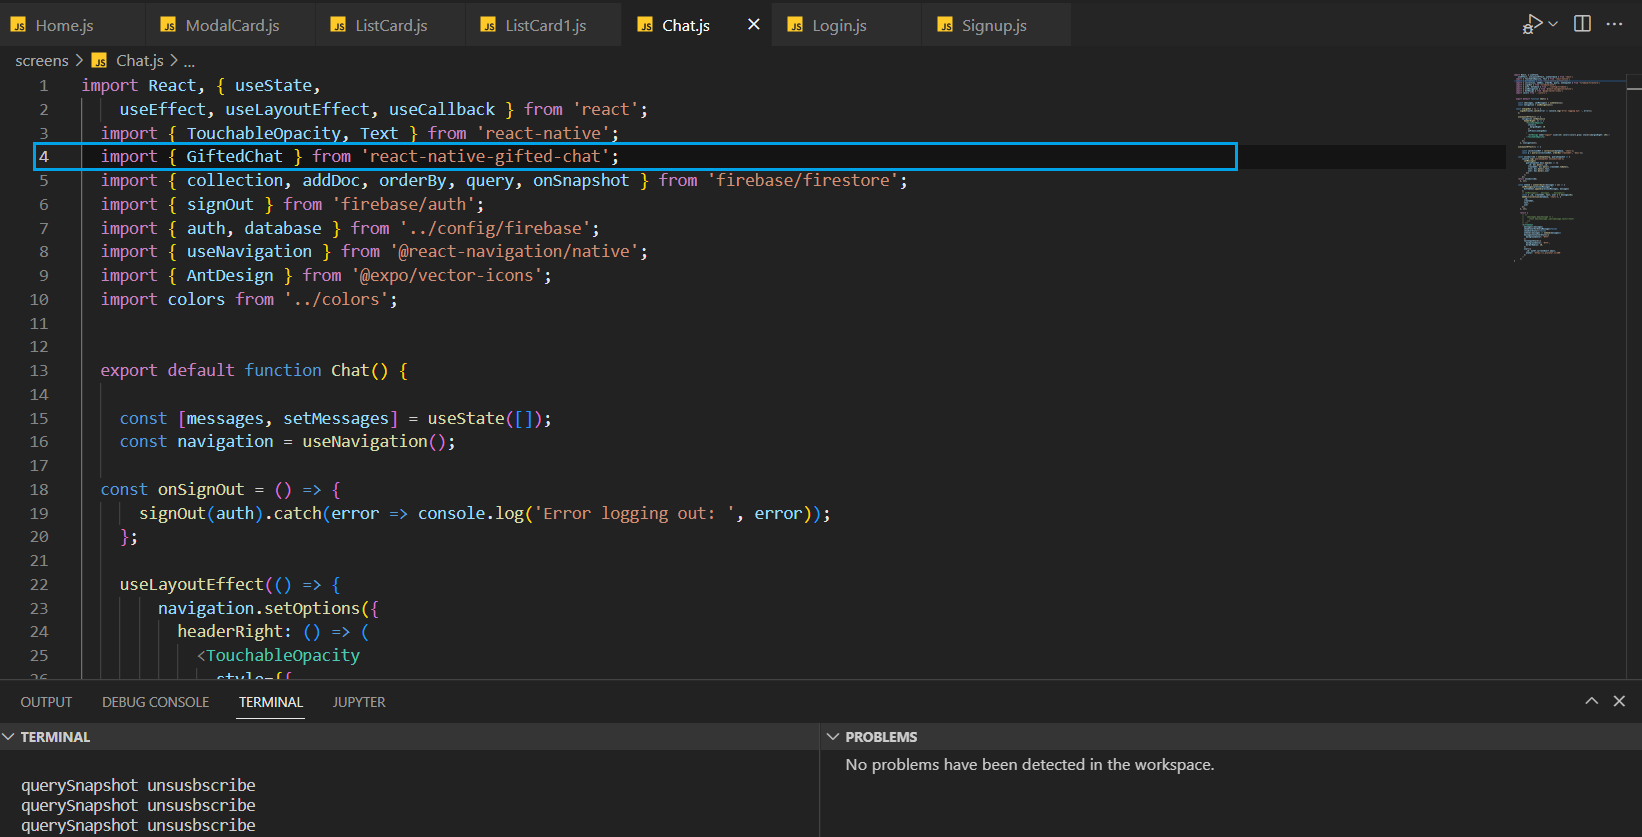 JS Home.js JS ModalCard.js JS ListCard.js JS ListCard1.js JS Chat.js JS Login.js JS Signup.js
screens > JS Chat.js > ...
1 import React, { useState,
2 useEffect, useLayoutEffect, useCallback } from 'react';
3 import { TouchableOpacity, Text } from 'react-native';
4 import { GiftedChat } from 'react-native-gifted-chat';
5 import { collection, addDoc, orderBy, query, onSnapshot } from 'firebase/firestore';
6 import { signOut } from 'firebase/auth';
7 import { auth, database } from '../config/firebase';
8 import { useNavigation } from '@react-navigation/native';
9 import { AntDesign } from '@expo/vector-icons';
10 import colors from '../colors';
11
12
13 export default function Chat() {
14
15 const [messages, setMessages] = useState([]);
16 const navigation = useNavigation();
17
18 const onSignOut = () => {
19 signOut(auth).catch(error => console.log('Error logging out: ', error));
20 };
21
22 useLayoutEffect(() => {
23 navigation.setOptions({
24 headerRight: () => (
25 <TouchableOpacity
26 style={{
OUTPUT DEBUG CONSOLE TERMINAL JUPYTER
TERMINAL
querySnapshot unsusbscribe
querySnapshot unsusbscribe
querySnapshot unsusbscribe
PROBLEMS
No problems have been detected in the workspace.